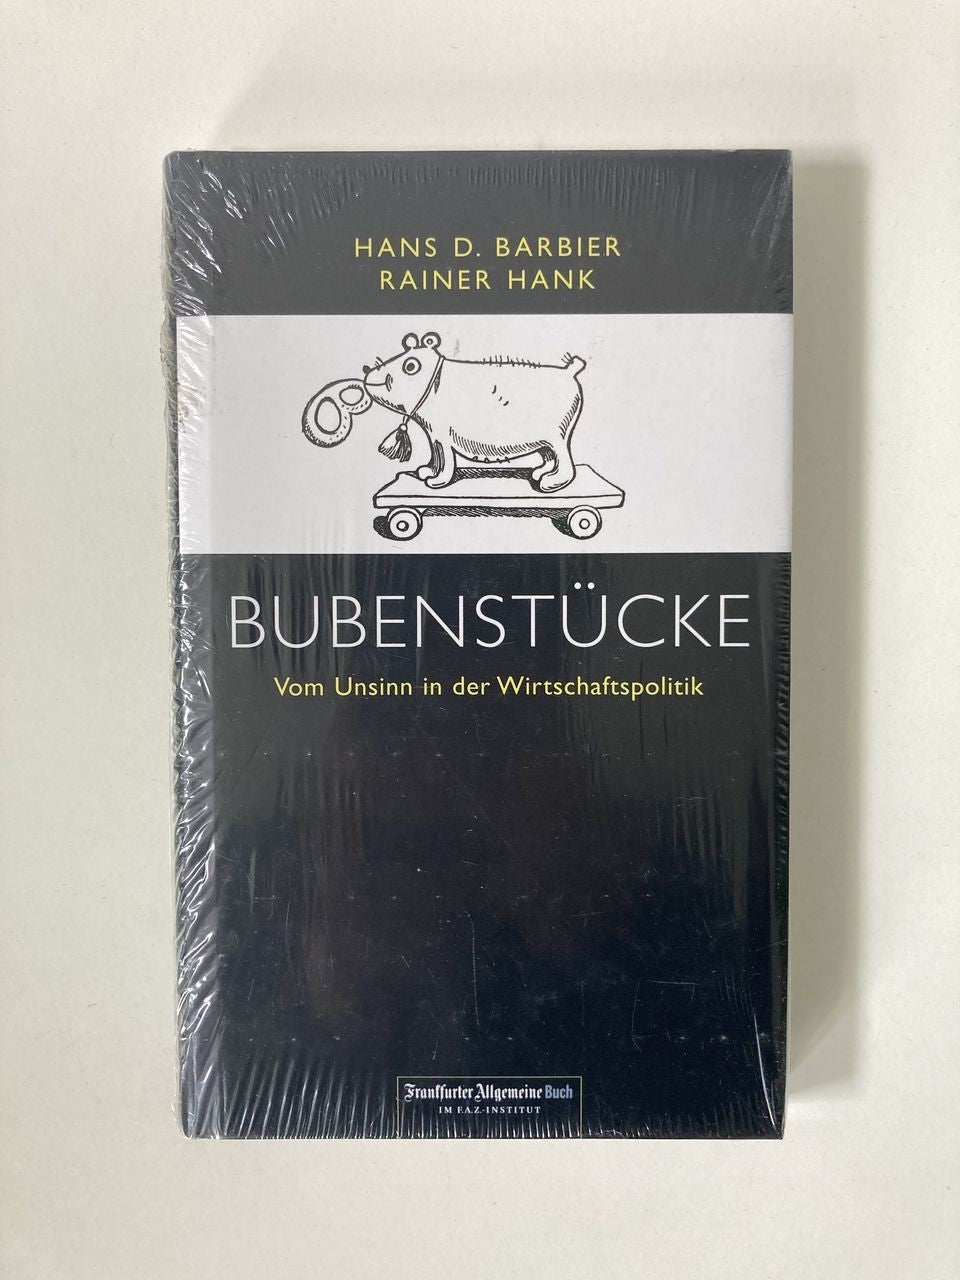 HANS D. BARBIER
RAINER HANK
BUBENSTÜCKE
Vom Unsinn in der Wirtschaftspolitik
Frankfurter Allgemeine Buch
IM F.A.Z.-INSTITUT